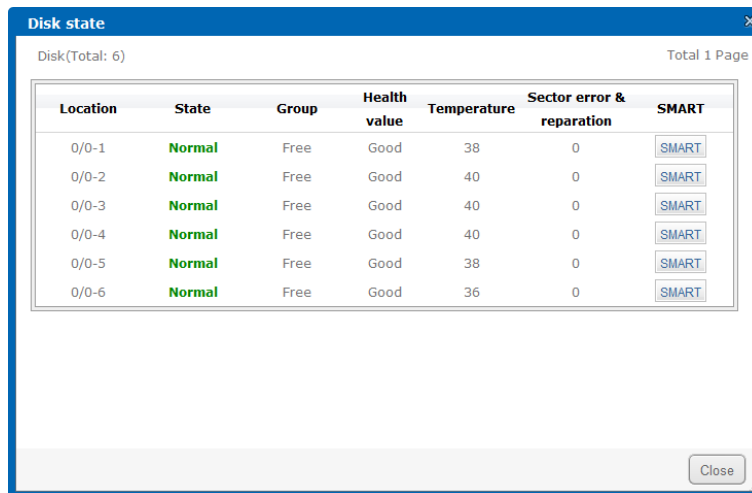 Disk state
Disk(Total: 6) Total 1 Page
Location State Group Health value Temperature Sector error & reparation SMART
0/0-1 Normal Free Good 38 0 SMART
0/0-2 Normal Free Good 40 0 SMART
0/0-3 Normal Free Good 40 0 SMART
0/0-4 Normal Free Good 40 0 SMART
0/0-5 Normal Free Good 38 0 SMART
0/0-6 Normal Free Good 36 0 SMART
Close